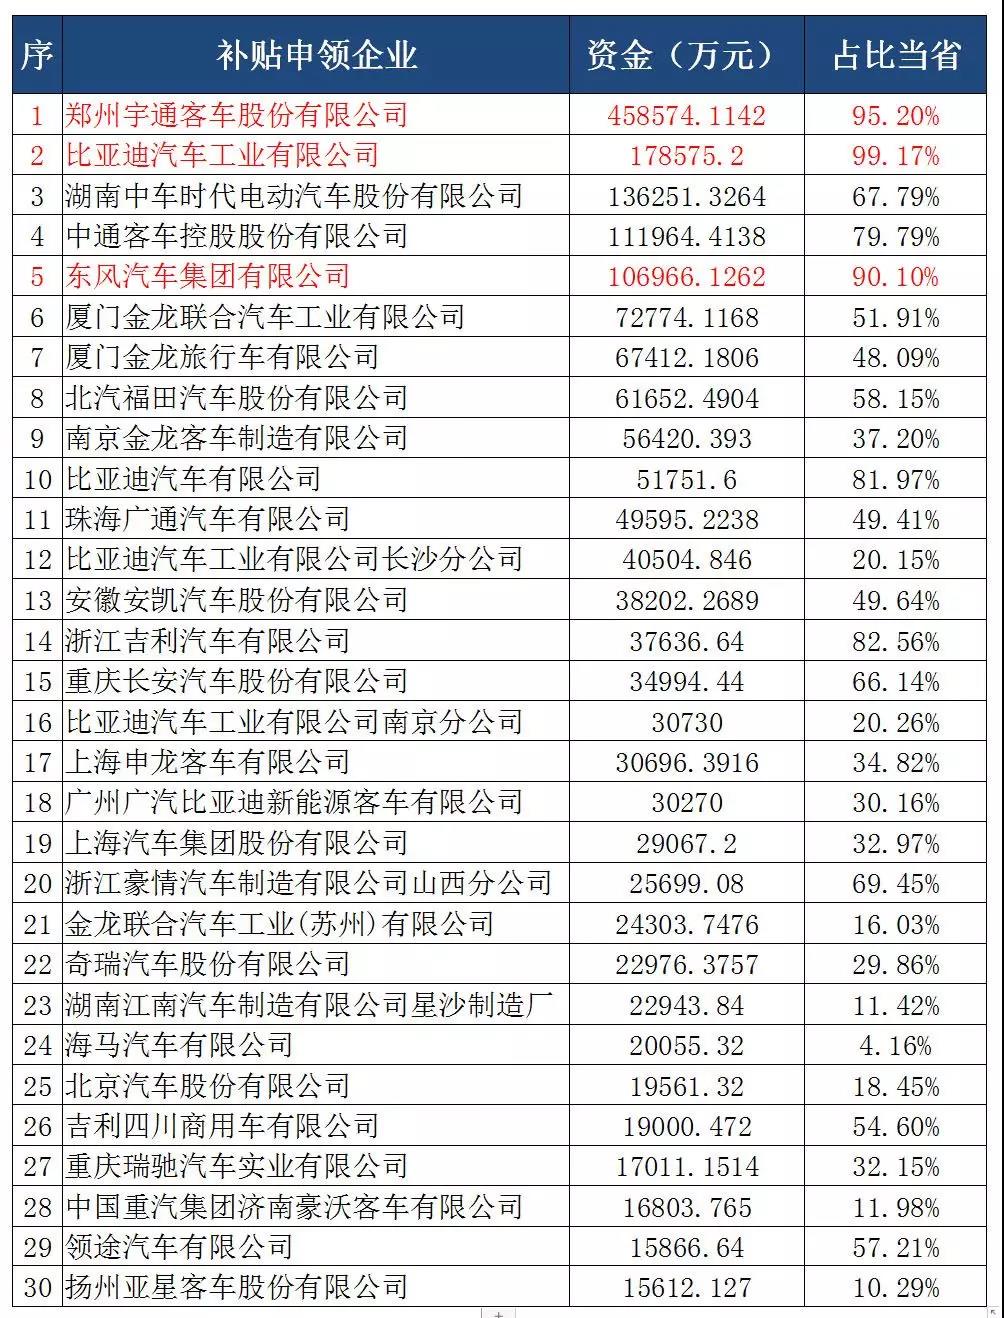 序 补贴申领企业 资金（万元） 占比当省
1 郑州宇通客车股份有限公司 458574.1142 95.20%
2 比亚迪汽车工业有限公司 178575.2 99.17%
3 湖南中车时代电动汽车股份有限公司 136251.3264 67.79%
4 中通客车控股股份有限公司 111964.4138 79.79%
5 东风汽车集团有限公司 106966.1262 90.10%
6 厦门金龙联合汽车工业有限公司 72774.1168 51.91%
7 厦门金龙旅行车有限公司 67412.1806 48.09%
8 北汽福田汽车股份有限公司 61652.4904 58.15%
9 南京金龙客车制造有限公司 56420.393 37.20%
10 比亚迪汽车有限公司 51751.6 81.97%
11 珠海广通汽车有限公司 49595.2238 49.41%
12 比亚迪汽车工业有限公司长沙分公司 40504.846 20.15%
13 安徽安凯汽车股份有限公司 38202.2689 49.64%
14 浙江吉利汽车有限公司 37636.64 82.56%
15 重庆长安汽车股份有限公司 34994.44 66.14%
16 比亚迪汽车工业有限公司南京分公司 30730 20.26%
17 上海申龙客车有限公司 30696.3916 34.82%
18 广州广汽比亚迪新能源客车有限公司 30270 30.16%
19 上海汽车集团股份有限公司 29067.2 32.97%
20 浙江豪情汽车制造有限公司山西分公司 25699.08 69.45%
21 金龙联合汽车工业(苏州)有限公司 24303.7476 16.03%
22 奇瑞汽车股份有限公司 22976.3757 29.86%
23 湖南江南汽车制造有限公司星沙制造厂 22943.84 11.42%
24 海马汽车有限公司 20055.32 4.16%
25 北京汽车股份有限公司 19561.32 18.45%
26 吉利四川商用车有限公司 19000.472 54.60%
27 重庆瑞驰汽车实业有限公司 17011.1514 32.15%
28 中国重汽集团济南豪沃客车有限公司 16803.765 11.98%
29 领途汽车有限公司 15866.64 57.21%
30 扬州亚星客车股份有限公司 15612.127 10.29%